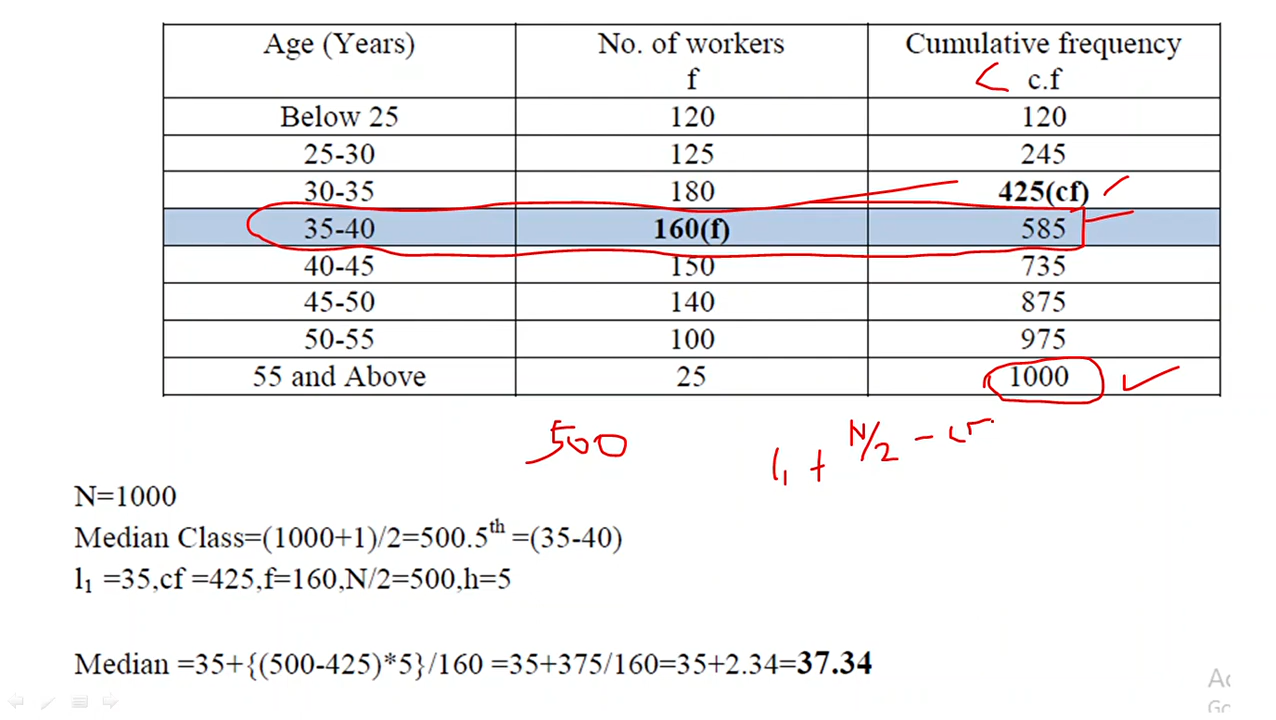 Age (Years) No. of workers Cumulative frequency
f < c.f
Below 25 120 120
25-30 125 245
30-35 180 425(cf)
35-40 160(f) 585
40-45 150 735
45-50 140 875
50-55 100 975
55 and Above 25 1000
500 l₁ + N/2 - cf
N=1000
Median Class=(1000+1)/2=500.5th =(35-40)
l₁ =35,cf =425,f=160,N/2=500,h=5
Median =35+{(500-425)*5}/160 =35+375/160=35+2.34=37.34